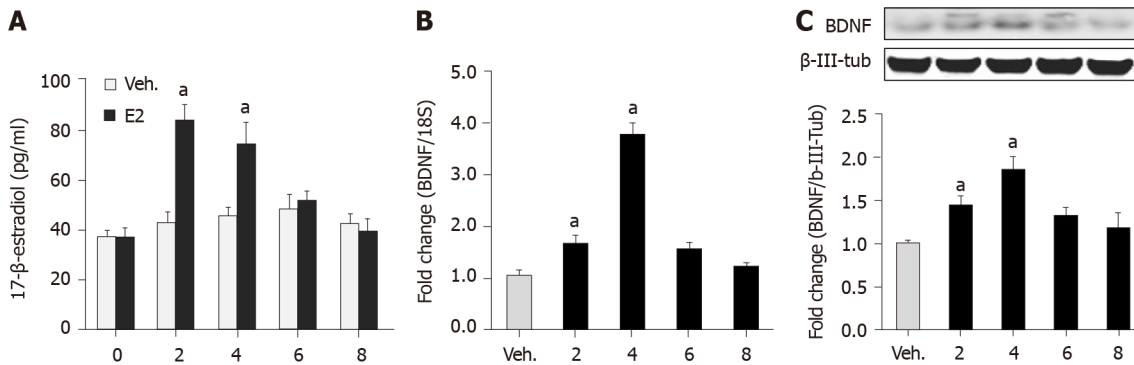 A
17-β-estradiol (pg/ml)
100
80
60
40
20
0
Veh.
E2
a
a
0 2 4 6 8
B
Fold change (BDNF/18S)
5.0
4.0
3.0
2.0
1.0
0.0
a
a
Veh. 2 4 6 8
C
BDNF
β-III-tub
Fold change (BDNF/b-III-Tub)
2.5
2.0
1.5
1.0
0.5
0.0
a
a
Veh. 2 4 6 8